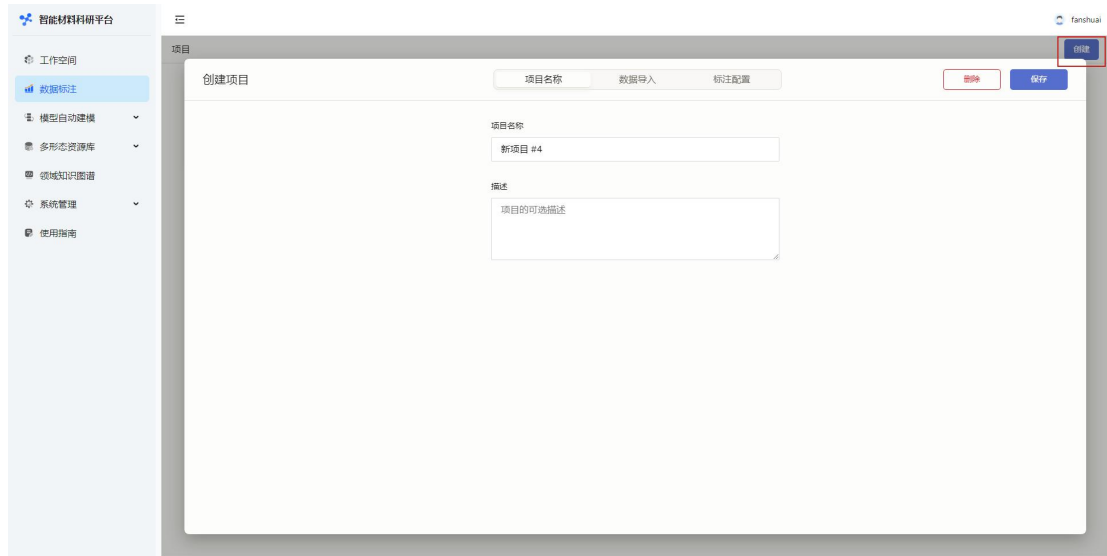 智能材料科研平台
fanshuai
工作空间
数据标注
模型自动建模
多形态资源库
领域知识图谱
系统管理
使用指南
项目
创建
创建项目
项目名称
数据导入
标注配置
删除
保存
项目名称
新项目 #4
描述
项目的可选描述